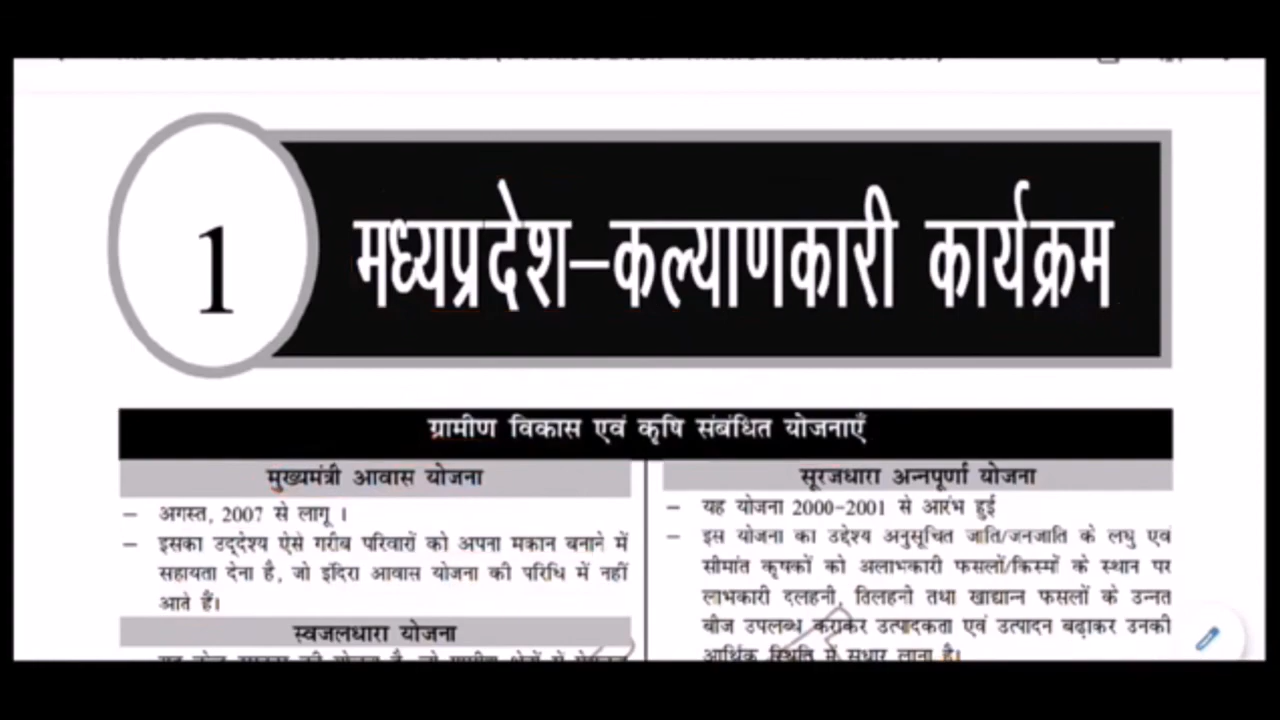 1
मध्यप्रदेश–कल्याणकारी कार्यक्रम
ग्रामीण विकास एवं कृषि संबंधित योजनाएँ
मुख्यमंत्री आवास योजना
– अगस्त, 2007 से लागू ।
– इसका उद्देश्य ऐसे गरीब परिवारों को अपना मकान बनाने में
सहायता देना है, जो इंदिरा आवास योजना की परिधि में नहीं
आते हैं।
स्वजलधारा योजना
सूरजधारा अन्नपूर्णा योजना
– यह योजना 2000-2001 से आरंभ हुई
– इस योजना का उद्देश्य अनुसूचित जाति/जनजाति के लघु एवं
सीमांत कृषकों को अलाभकारी फसलों/किस्मों के स्थान पर
लाभकारी दलहनी, तिलहनी तथा खाद्यान्न फसलों के उन्नत
बीज उपलब्ध कराकर उत्पादकता एवं उत्पादन बढ़ाकर उनकी
आर्थिक स्थिति में सुधार लाना है।